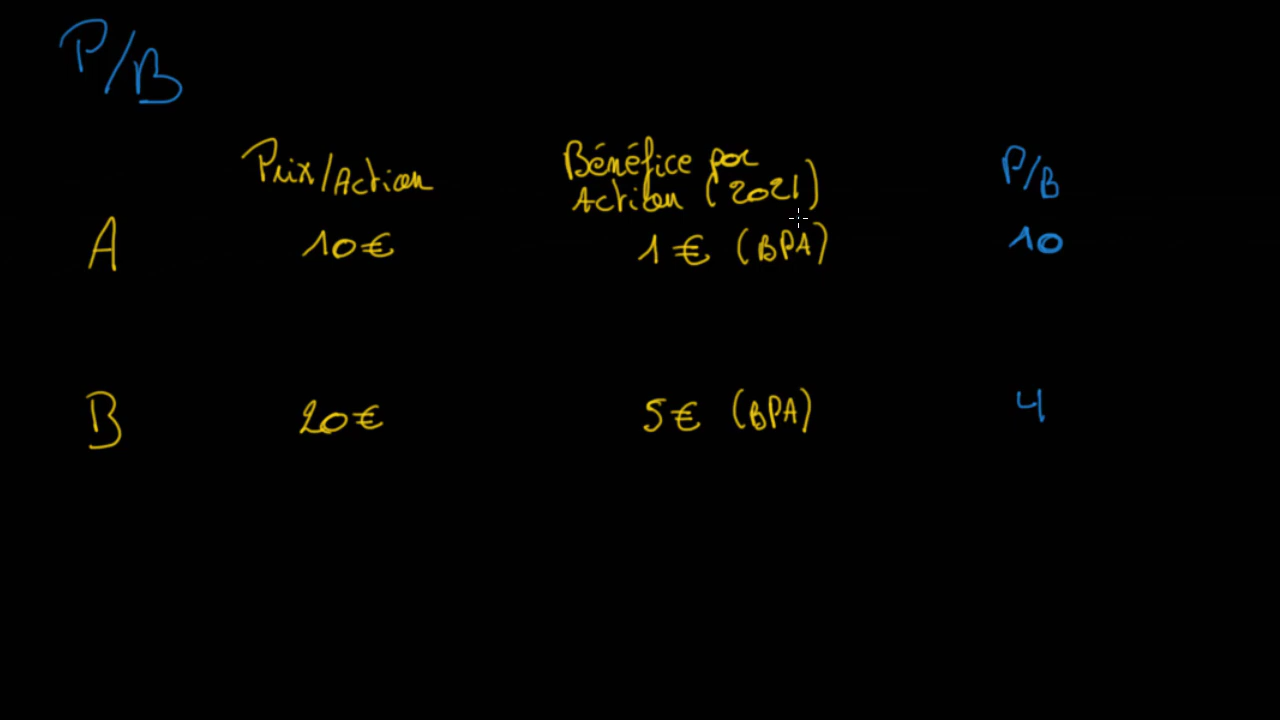 P/B
Prix/Action
Bénéfice par
Action (2021)
P/B
A
10€
1€ (BPA)
10
B
20€
5€ (BPA)
4